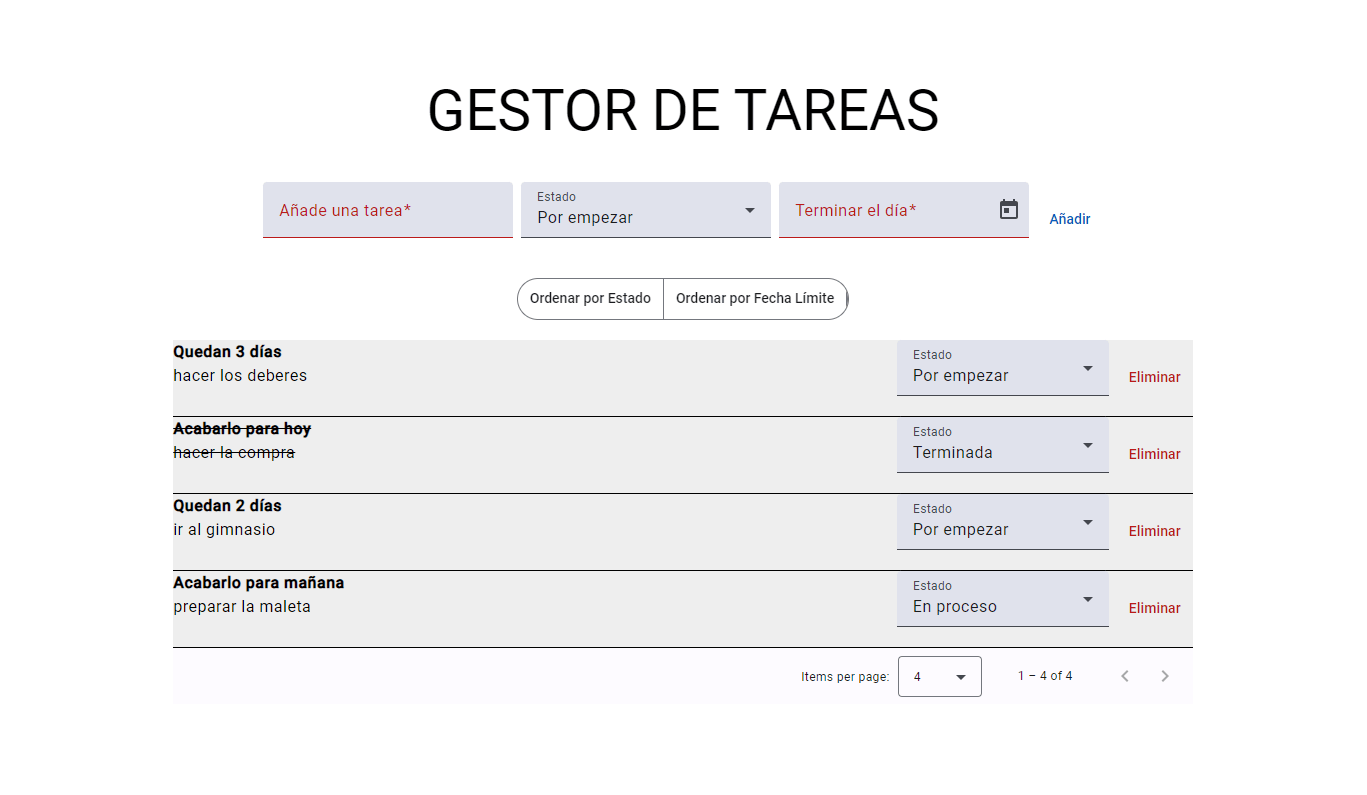 GESTOR DE TAREAS
Añade una tarea*
Estado
Por empezar
Terminar el día*
Añadir
Ordenar por Estado
Ordenar por Fecha Límite
Quedan 3 días
hacer los deberes
Estado
Por empezar
Eliminar
Acabarlo para hoy
hacer la compra
Estado
Terminada
Eliminar
Quedan 2 días
ir al gimnasio
Estado
Por empezar
Eliminar
Acabarlo para mañana
preparar la maleta
Estado
En proceso
Eliminar
Items per page: 4 1 – 4 of 4